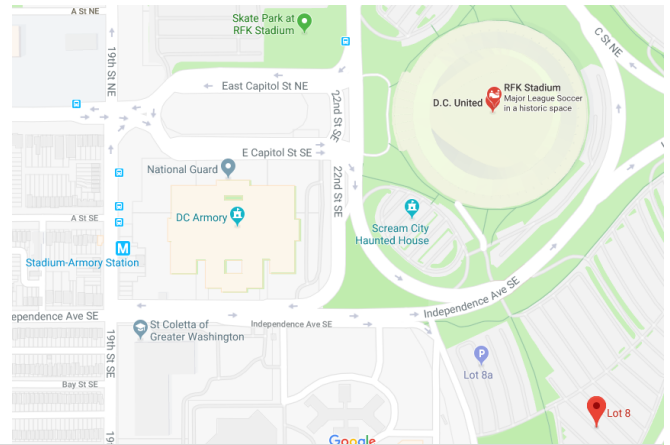 A St NE
Skate Park at
RFK Stadium
C St NE
19th St NE
East Capitol St NE
RFK Stadium
D.C. United
Major League Soccer
in a historic space
22nd St SE
E Capitol St SE
National Guard
22nd St SE
A St SE
DC Armory
Scream City
Haunted House
M
Stadium-Armory Station
Independence Ave SE
ependence Ave SE
Independence Ave SE
St Coletta of
Greater Washington
19th St SE
P
Lot 8a
Bay St SE
Lot 8
19t
Google